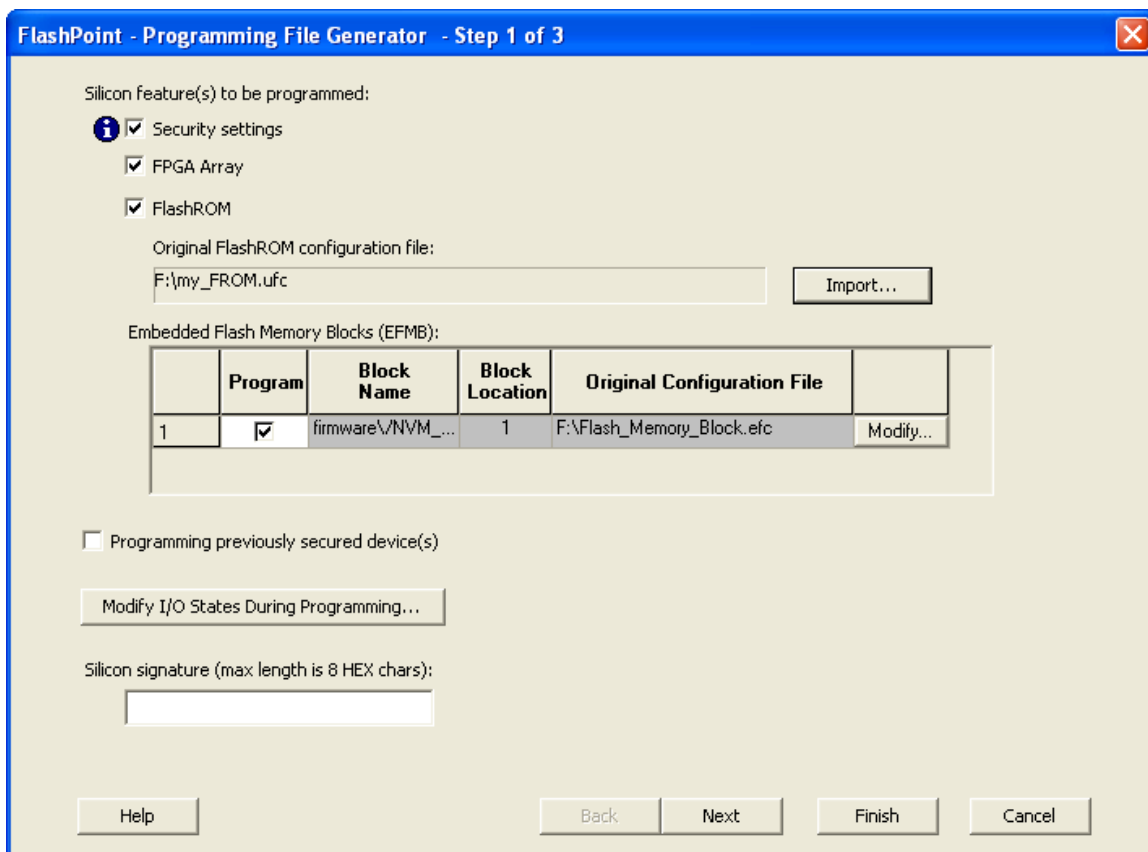 FlashPoint - Programming File Generator - Step 1 of 3
Silicon feature(s) to be programmed:
Security settings
FPGA Array
FlashROM
Original FlashROM configuration file:
F:\my_FROM.ufc
Import...
Embedded Flash Memory Blocks (EFMB):
Program Block Name Block Location Original Configuration File
1 firmware\/NVM_... 1 F:\Flash_Memory_Block.efc Modify...
Programming previously secured device(s)
Modify I/O States During Programming...
Silicon signature (max length is 8 HEX chars):
Help Back Next Finish Cancel